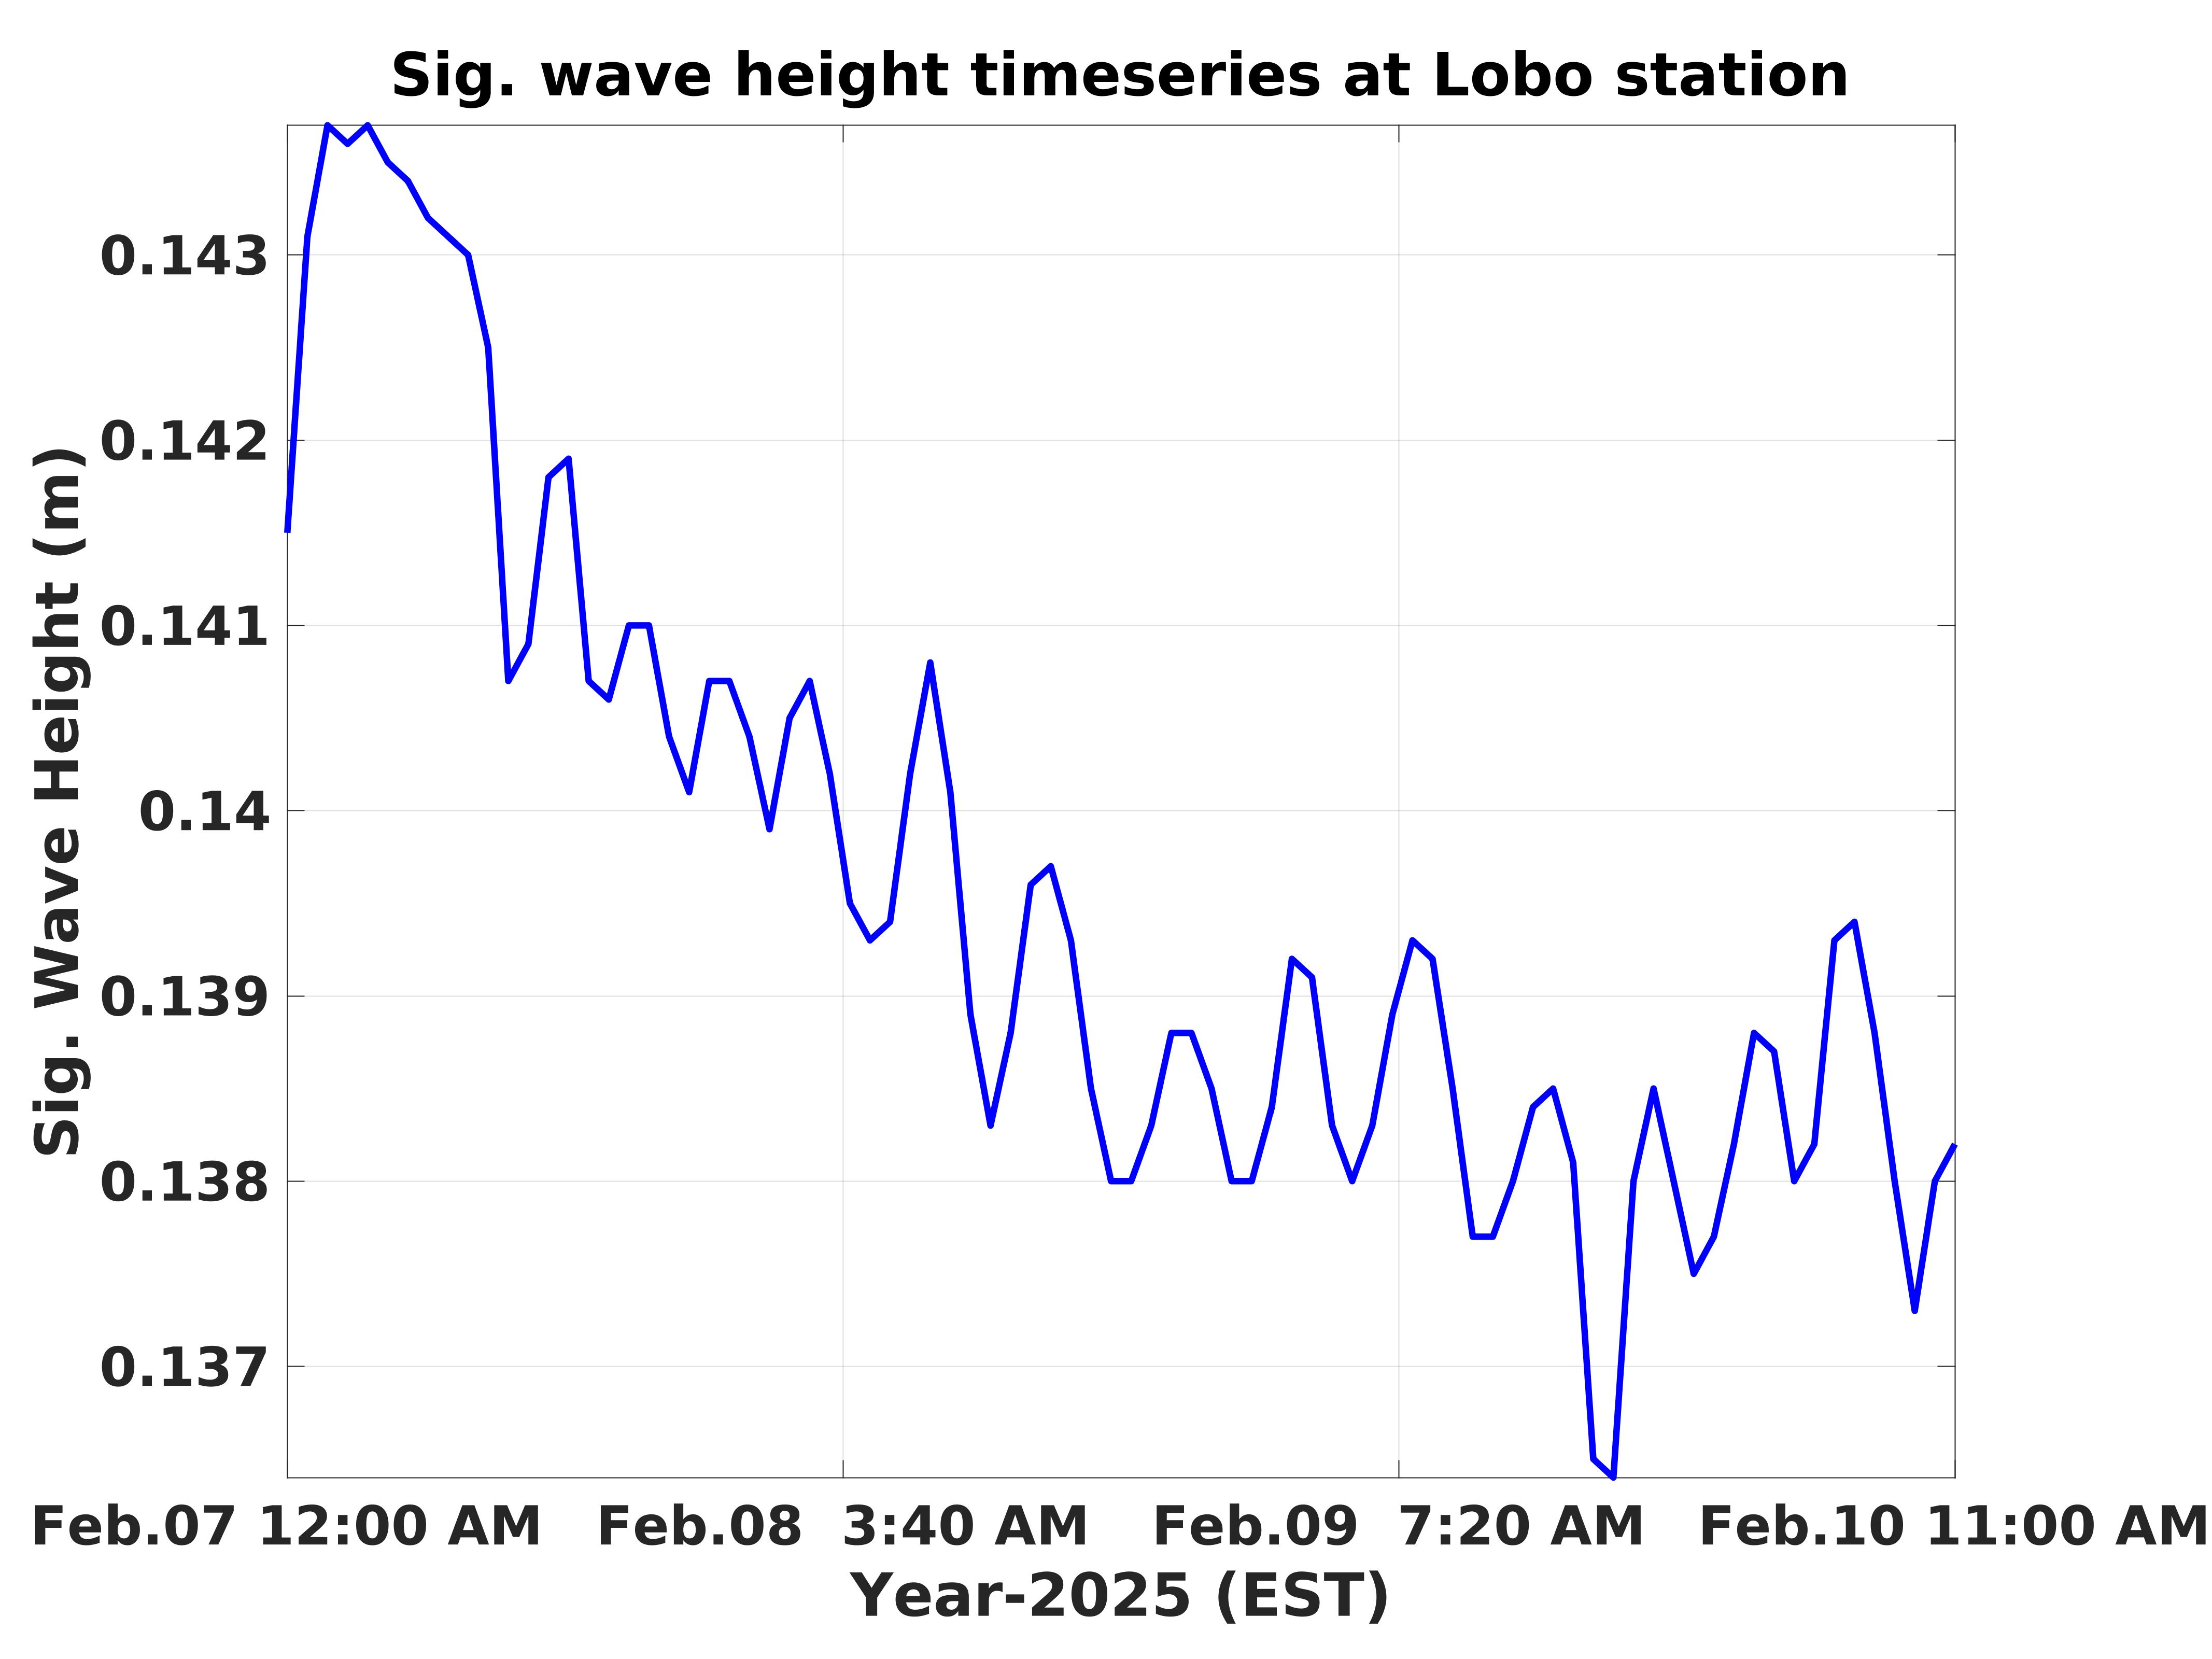 Sig. wave height timeseries at Lobo station
Sig. Wave Height (m)
0.143
0.142
0.141
0.14
0.139
0.138
0.137
Feb.07 12:00 AM Feb.08 3:40 AM Feb.09 7:20 AM Feb.10 11:00 AM
Year-2025 (EST)